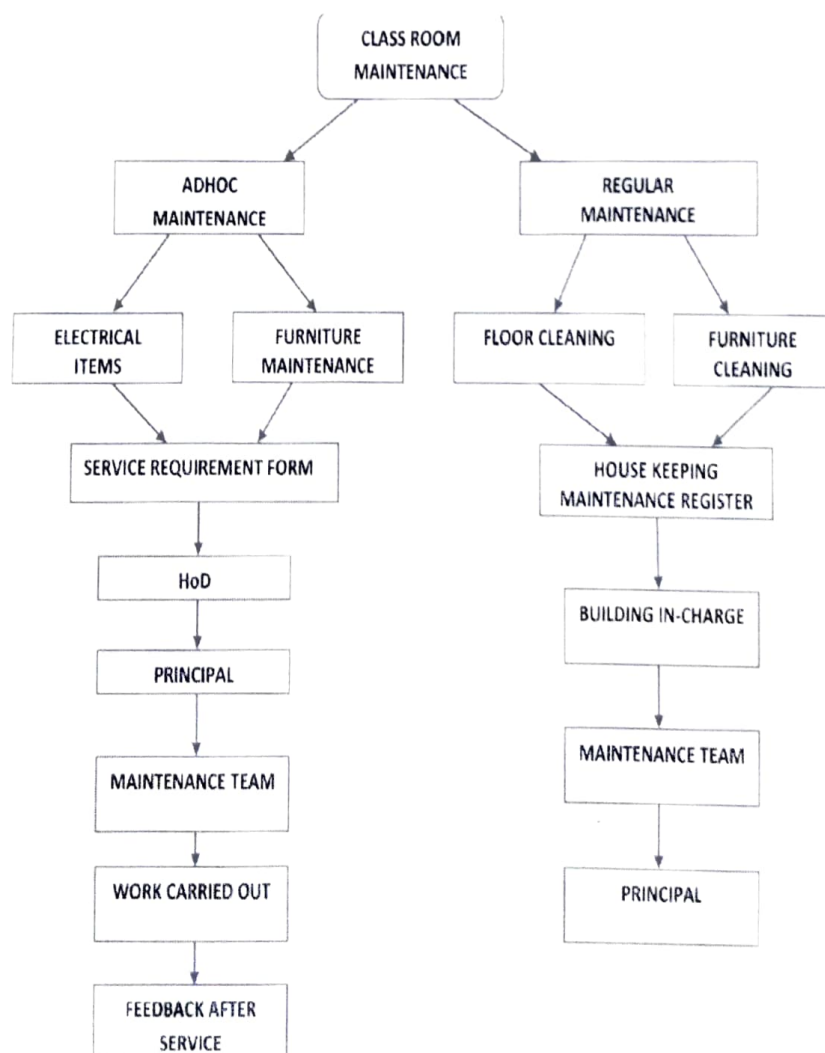 CLASS ROOM
MAINTENANCE
ADHOC
MAINTENANCE
REGULAR
MAINTENANCE
ELECTRICAL
ITEMS
FURNITURE
MAINTENANCE
FLOOR CLEANING
FURNITURE
CLEANING
SERVICE REQUIREMENT FORM
HOUSE KEEPING
MAINTENANCE REGISTER
HoD
BUILDING IN-CHARGE
PRINCIPAL
MAINTENANCE TEAM
MAINTENANCE TEAM
WORK CARRIED OUT
PRINCIPAL
FEEDBACK AFTER
SERVICE